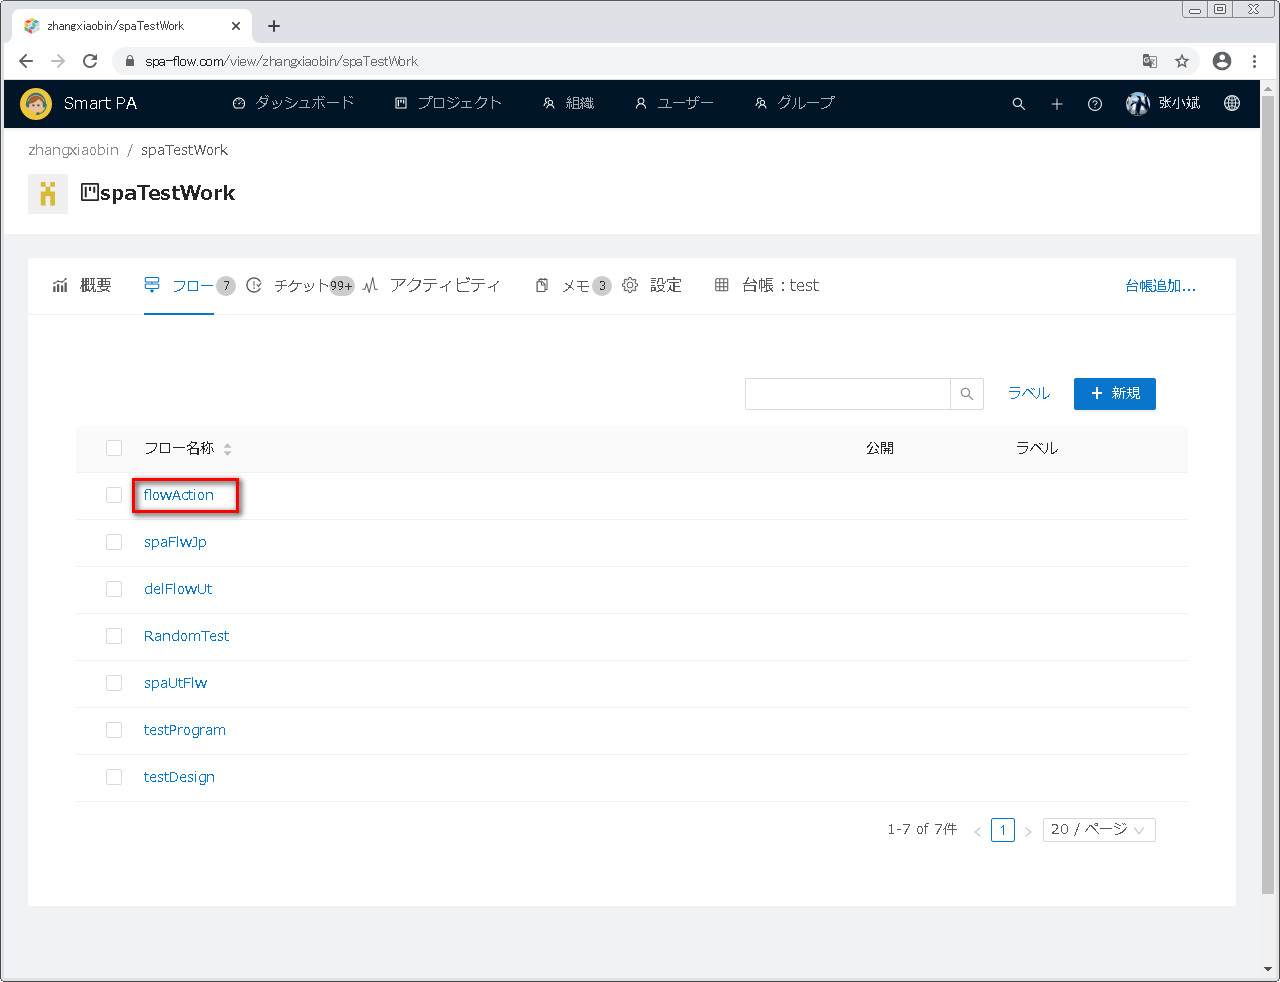 zhangxiaobin/spaTestWork
spa-flow.com/view/zhangxiaobin/spaTestWork
Smart PA ダッシュボード プロジェクト 組織 ユーザー グループ 张小斌
zhangxiaobin / spaTestWork
spaTestWork
概要 フロー 7 チケット 99+ アクティビティ メモ 3 設定 台帳：test 台帳追加...
ラベル + 新規
フロー名称 公開 ラベル
flowAction
spaFlwJp
delFlowUt
RandomTest
spaUtFlw
testProgram
testDesign
1-7 of 7件 < 1 > 20 / ページ